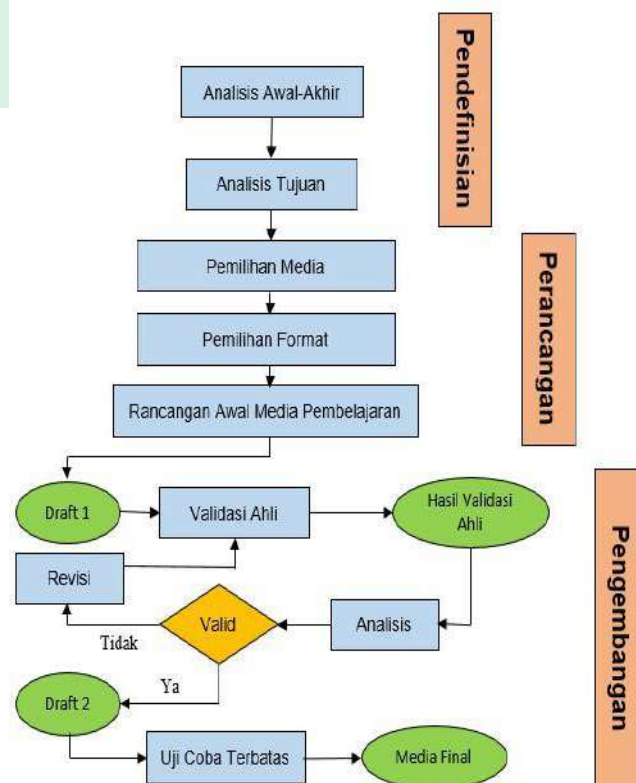 Pendefinisian
Analisis Awal-Akhir
Analisis Tujuan
Perancangan
Pemilihan Media
Pemilihan Format
Rancangan Awal Media Pembelajaran
Pengembangan
Draft 1
Validasi Ahli
Hasil Validasi
Ahli
Revisi
Valid
Analisis
Tidak
Ya
Draft 2
Uji Coba Terbatas
Media Final